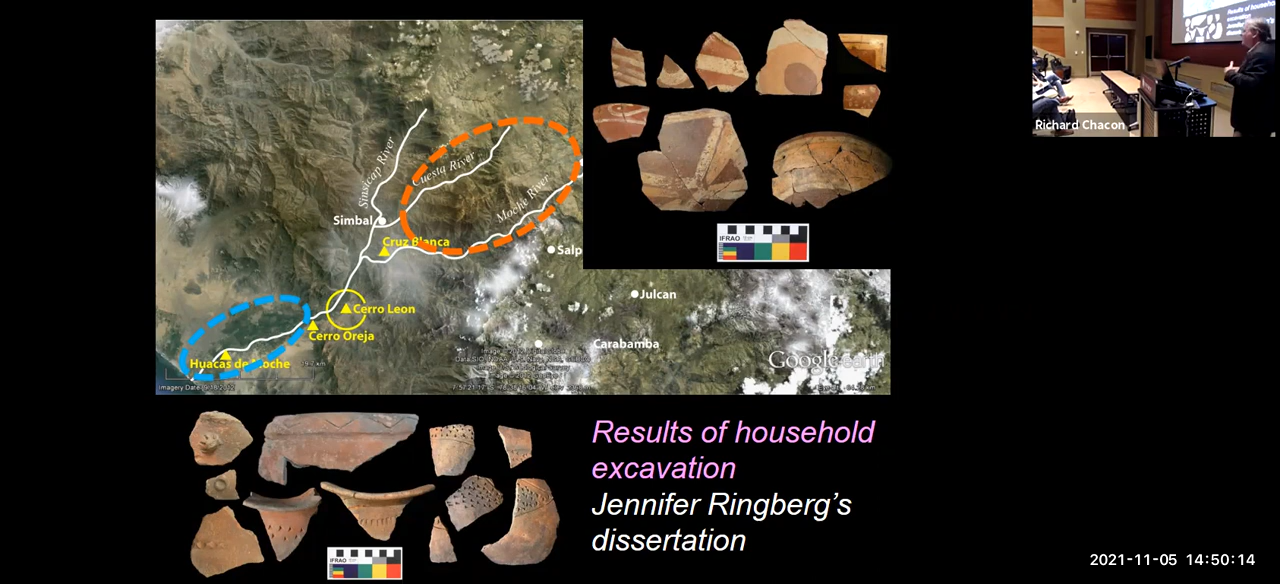 Sinsicap River
Cuesta River
Moche River
Simbal
Cruz Blanca
Salp
Cerro Leon
Julcan
Cerro Oreja
Carabamba
Huacas de Moche
Google earth
IFRAO
IFRAO
Results of household
excavation
Jennifer Ringberg's
dissertation
Richard Chacon
2021-11-05 14:50:14